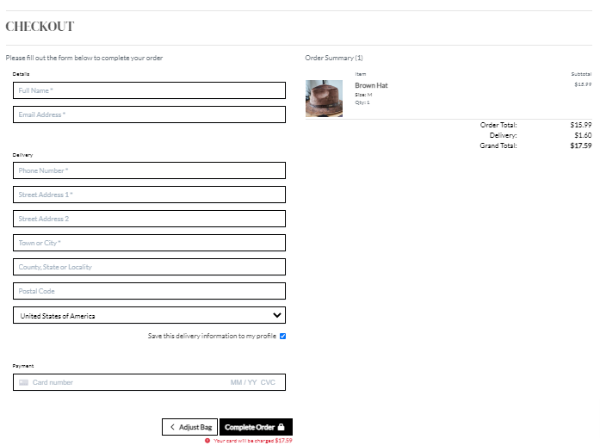 CHECKOUT
Please fill out the form below to complete your order
Details
Full Name *
Email Address *
Delivery
Phone Number *
Street Address 1 *
Street Address 2
Town or City *
County, State or Locality
Postal Code
United States of America
Save this delivery information to my profile
Payment
Card number MM / YY CVC
Adjust Bag Complete Order
Your card will be charged $17.59
Order Summary (1)
Item Subtotal
Brown Hat $15.99
Size: M
Qty: 1
Order Total: $15.99
Delivery: $1.60
Grand Total: $17.59